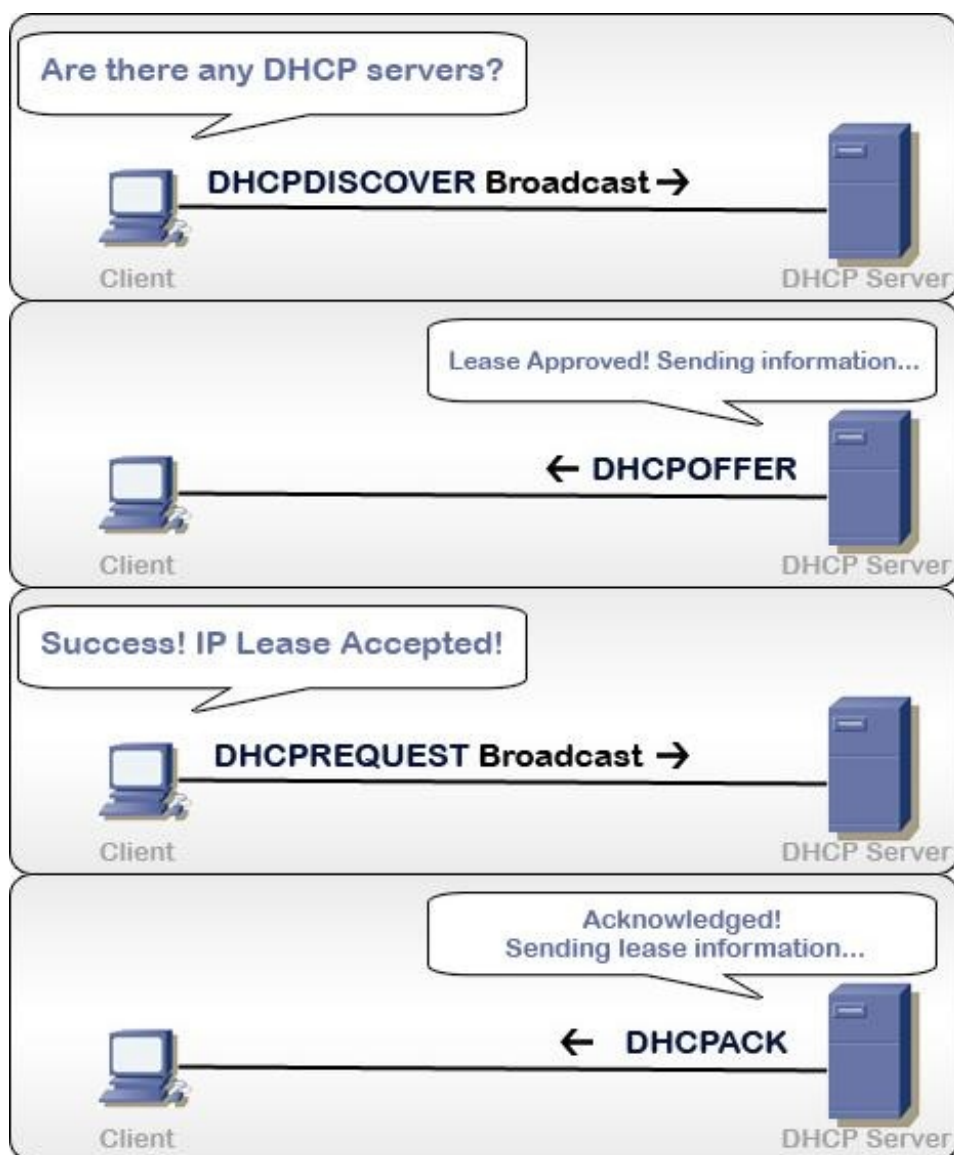 Are there any DHCP servers?
DHCPDISCOVER Broadcast →
Client
DHCP Server
Lease Approved! Sending information...
← DHCPOFFER
Client
DHCP Server
Success! IP Lease Accepted!
DHCPREQUEST Broadcast →
Client
DHCP Server
Acknowledged!
Sending lease information...
← DHCPACK
Client
DHCP Server